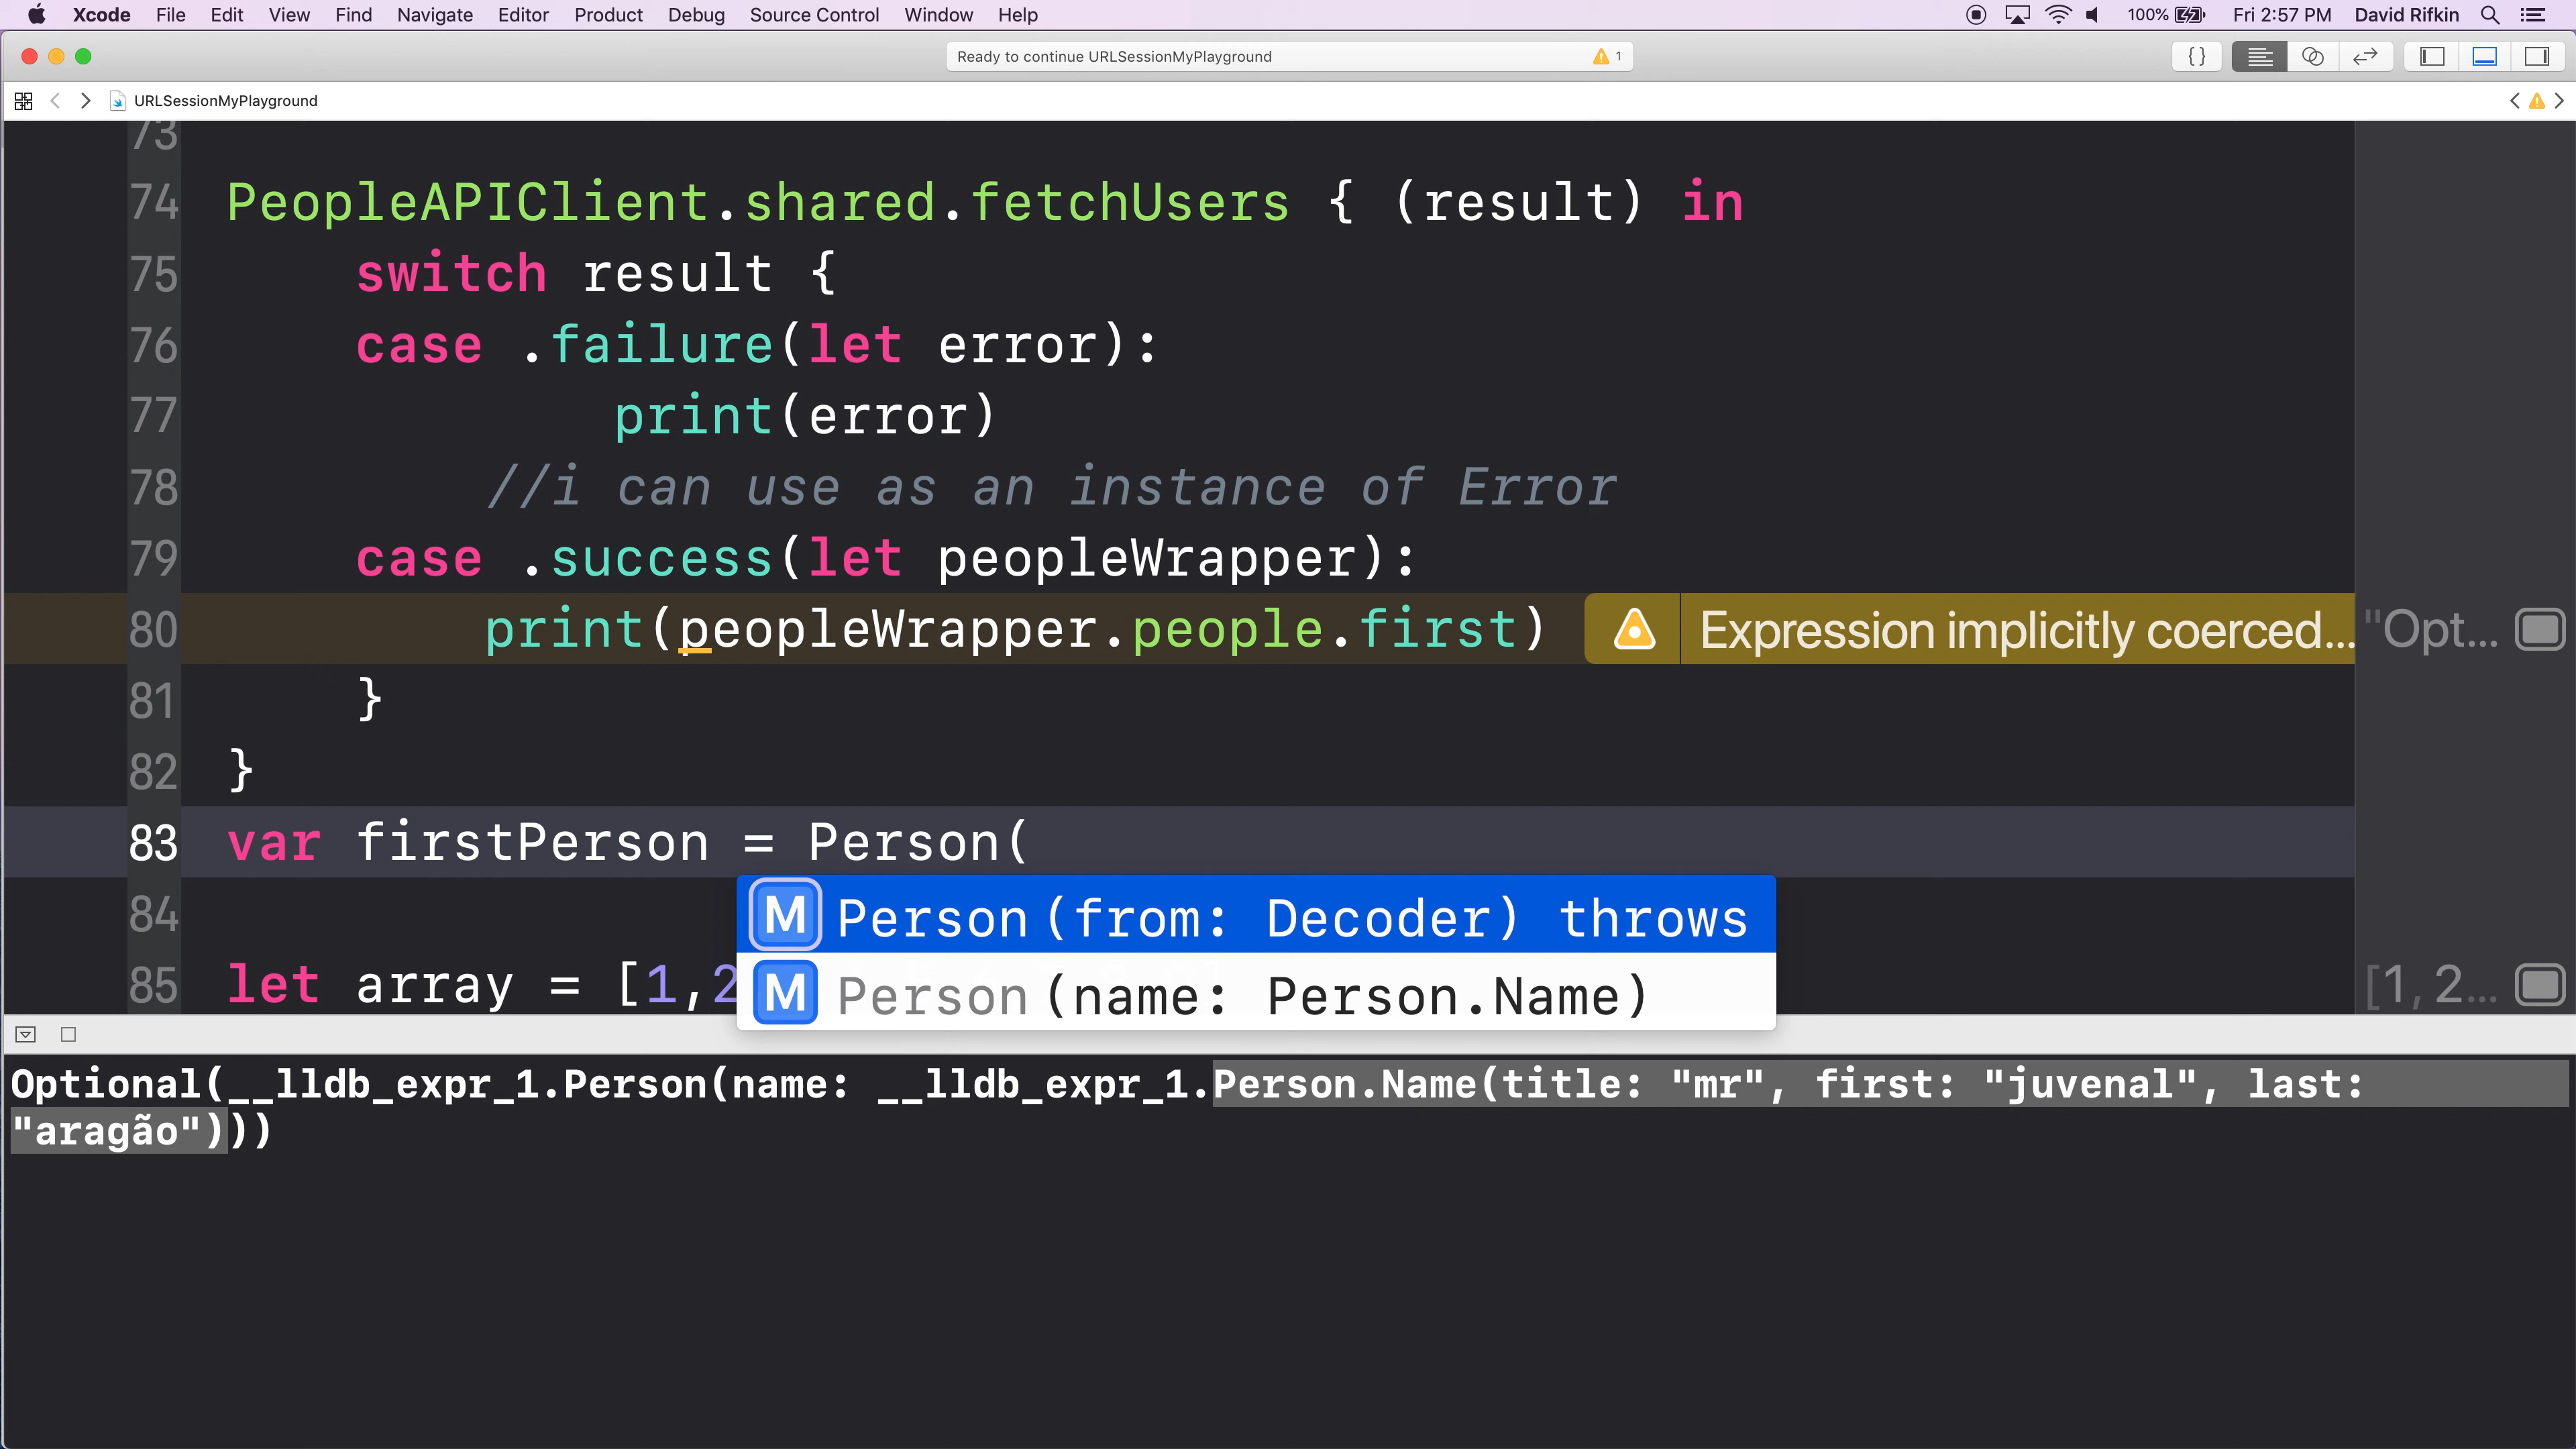 Xcode File Edit View Find Navigate Editor Product Debug Source Control Window Help 100% Fri 2:57 PM David Rifkin
Ready to continue URLSessionMyPlayground 1 {}
URLSessionMyPlayground
73
74 PeopleAPIClient.shared.fetchUsers { (result) in
75 switch result {
76 case .failure(let error):
77 print(error)
78 //i can use as an instance of Error
79 case .success(let peopleWrapper):
80 print(peopleWrapper.people.first) Expression implicitly coerced... "Opt...
81 }
82 }
83 var firstPerson = Person(
M Person(from: Decoder) throws
84
M Person(name: Person.Name)
85 let array = [1,2 [1, 2...
Optional(__lldb_expr_1.Person(name: __lldb_expr_1.Person.Name(title: "mr", first: "juvenal", last:
"aragão")))